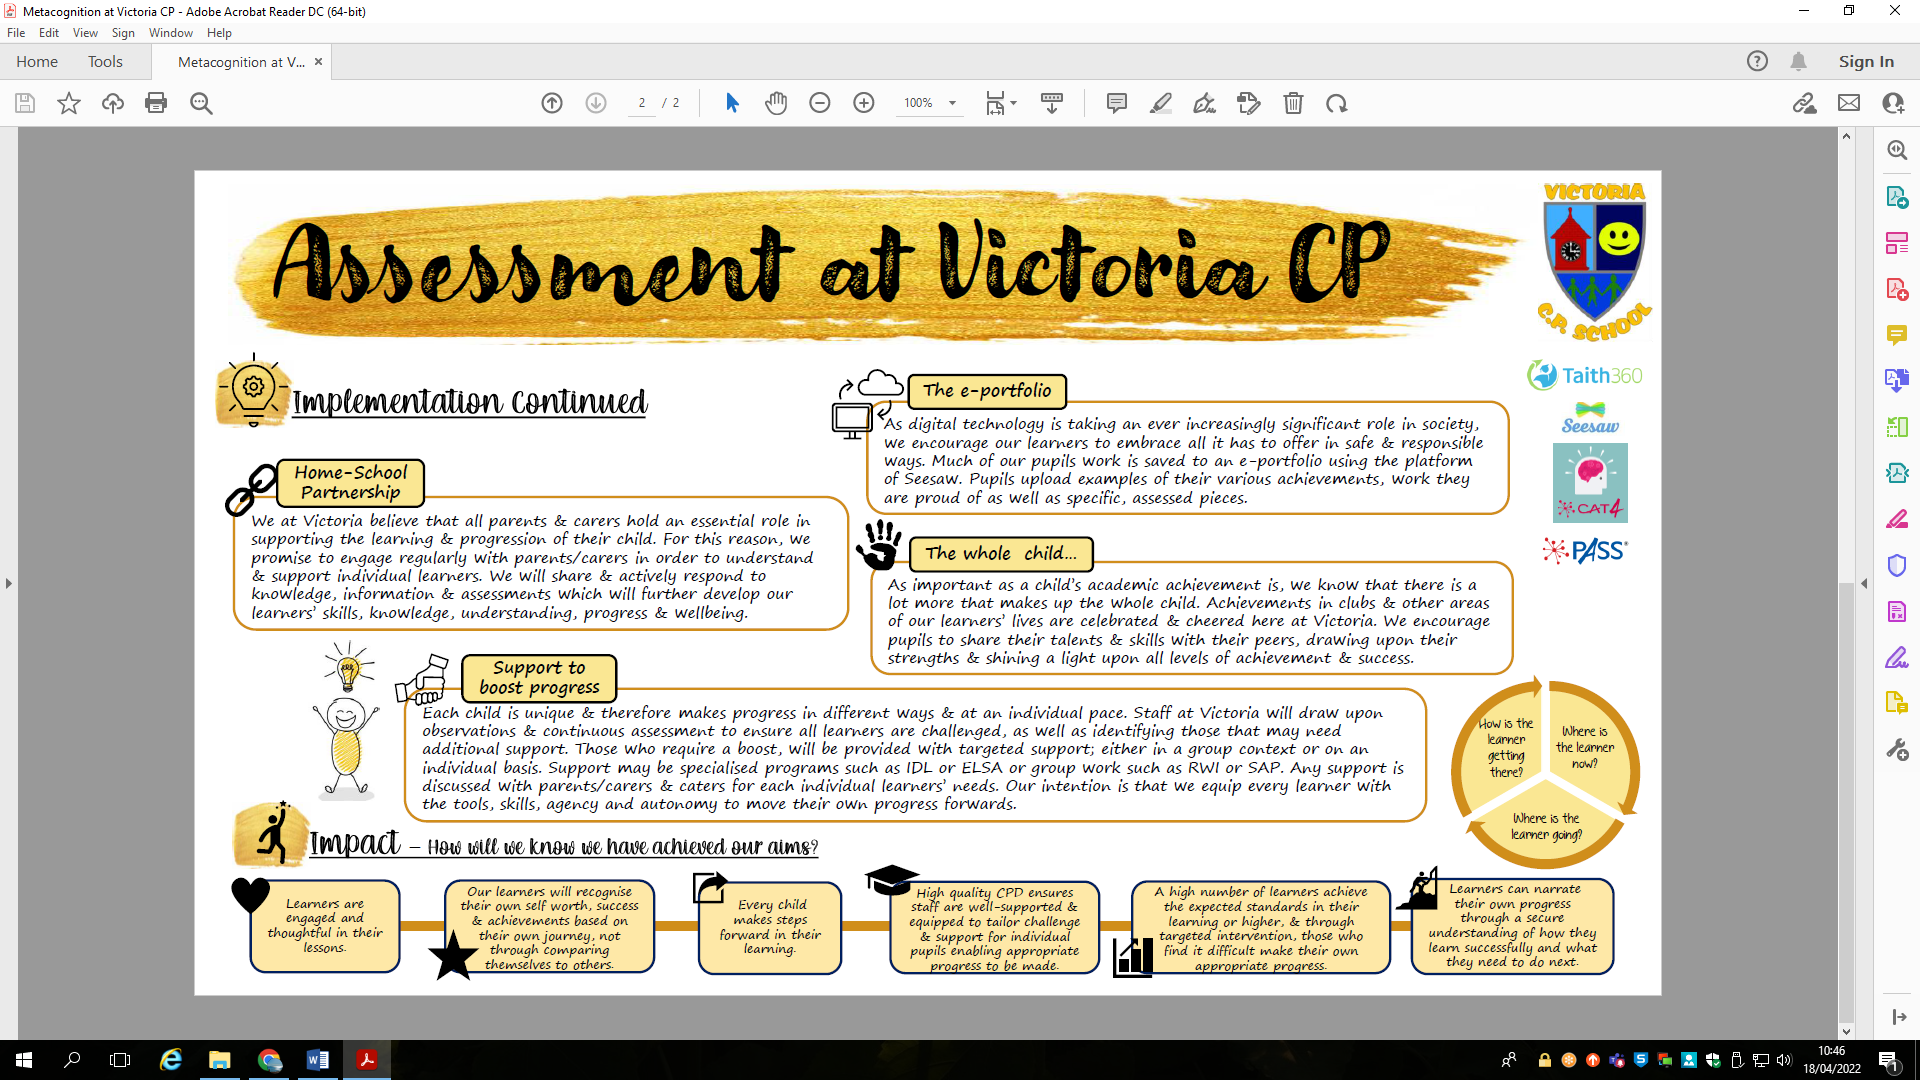 Metacognition at Victoria CP - Adobe Acrobat Reader DC (64-bit)
File Edit View Sign Window Help
Home Tools Metacognition at V... ×
Sign In
2 / 2
100%
Assessment at Victoria CP
VICTORIA
C.P. SCHOOL
Implementation Continued
Taith360
Seesaw
CAT4
PASS
Home-School
Partnership
We at Victoria believe that all parents & carers hold an essential role in
supporting the learning & progression of their child. For this reason, we
promise to engage regularly with parents/carers in order to understand
& support individual learners. We will share & actively respond to
knowledge, information & assessments which will further develop our
learners' skills, knowledge, understanding, progress & wellbeing.
The e-portfolio
As digital technology is taking an ever increasingly significant role in society,
we encourage our learners to embrace all it has to offer in safe & responsible
ways. Much of our pupils work is saved to an e-portfolio using the platform
of Seesaw. Pupils upload examples of their various achievements, work they
are proud of as well as specific, assessed pieces.
The whole child...
As important as a child's academic achievement is, we know that there is a
lot more that makes up the whole child. Achievements in clubs & other areas
of our learners' lives are celebrated & cheered here at Victoria. We encourage
pupils to share their talents & skills with their peers, drawing upon their
strengths & shining a light upon all levels of achievement & success.
Support to
boost progress
Each child is unique & therefore makes progress in different ways & at an individual pace. Staff at Victoria will draw upon
observations & continuous assessment to ensure all learners are challenged, as well as identifying those that may need
additional support. Those who require a boost, will be provided with targeted support; either in a group context or on an
individual basis. Support may be specialised programs such as IDL or ELSA or group work such as RWI or SAP. Any support is
discussed with parents/carers & caters for each individual learners' needs. Our intention is that we equip every learner with
the tools, skills, agency and autonomy to move their own progress forwards.
How is the
learner
getting
there?
Where is
the learner
now?
Where is the
learner going?
Impact - How will we know we have achieved our aims?
Learners are
engaged and
thoughtful in their
lessons.
Our learners will recognise
their own self worth, success
& achievements based on
their own journey, not
through comparing
themselves to others.
Every child
makes steps
forward in their
learning.
High quality CPD ensures
staff are well-supported &
equipped to tailor challenge
& support for individual
pupils enabling appropriate
progress to be made.
A high number of learners achieve
the expected standards in their
learning or higher, & through
targeted intervention, those who
find it difficult make their own
appropriate progress.
Learners can narrate
their own progress
through a secure
understanding of how they
learn successfully and what
they need to do next.
10:46
18/04/2022
1